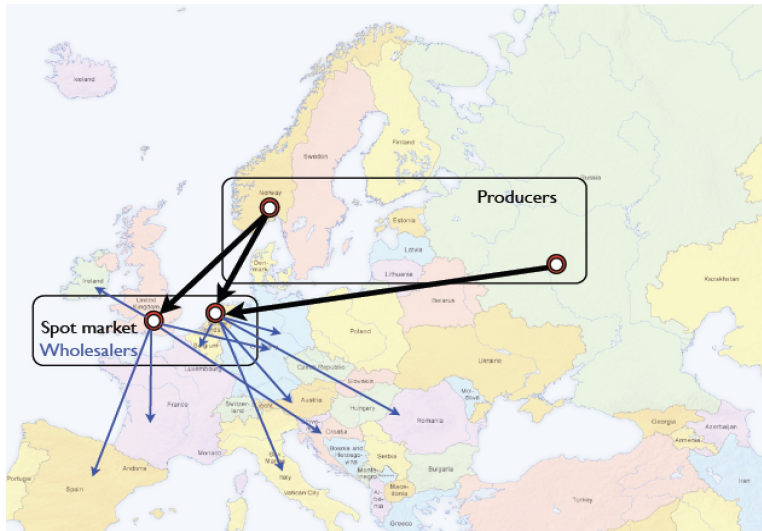 Iceland
Finland
Sweden
Norway
Russia
Producers
Estonia
Latvia
Den-
mark
Lithuania
Ireland
United
Kingdom
Belarus
Kazakhstan
Spot market
Wholesalers
Poland
Belgium
Luxembourg
Czech Republic
Ukraine
Slovakia
France
Switzer-
land
Austria
Hungary
Mol-
dova
Romania
Croatia
Monaco
Bosnia and
Herzego-
vina
Serbia
Georgia
Azerbaijan
Armenia
Andorra
Monte-
negro
Bulgaria
Portugal
Spain
Italy
Vatican City
Al-
ba-
nia
Mace-
donia
Turkey
Iran
Greece